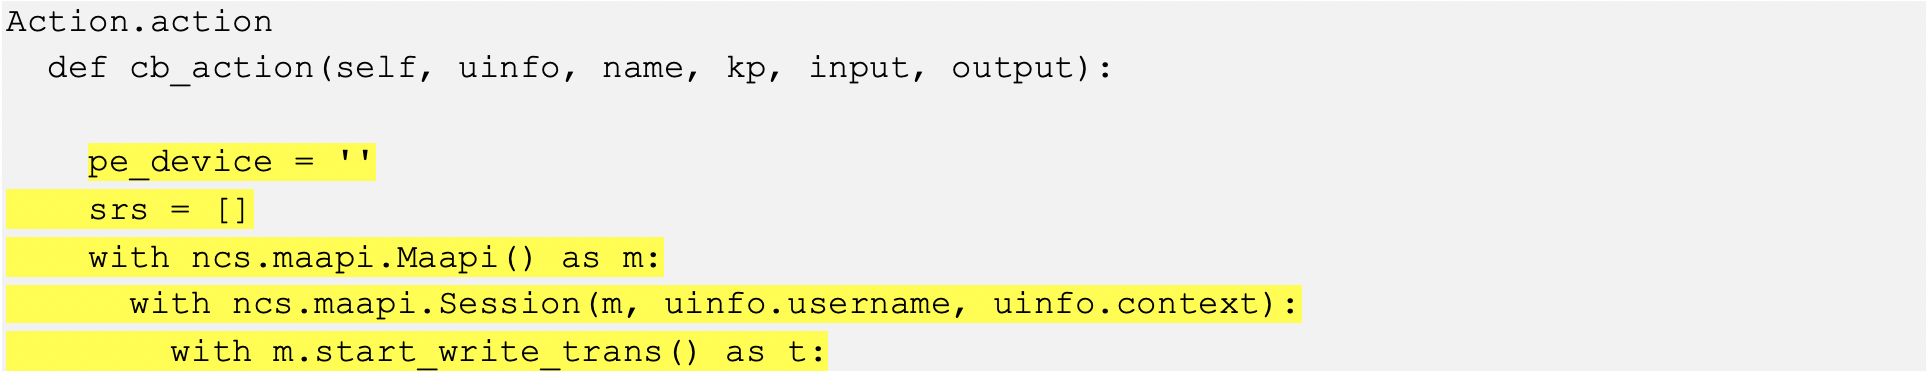 Action.action
  def cb_action(self, uinfo, name, kp, input, output):

    pe_device = ''
    srs = []
    with ncs.maapi.Maapi() as m:
      with ncs.maapi.Session(m, uinfo.username, uinfo.context):
        with m.start_write_trans() as t: